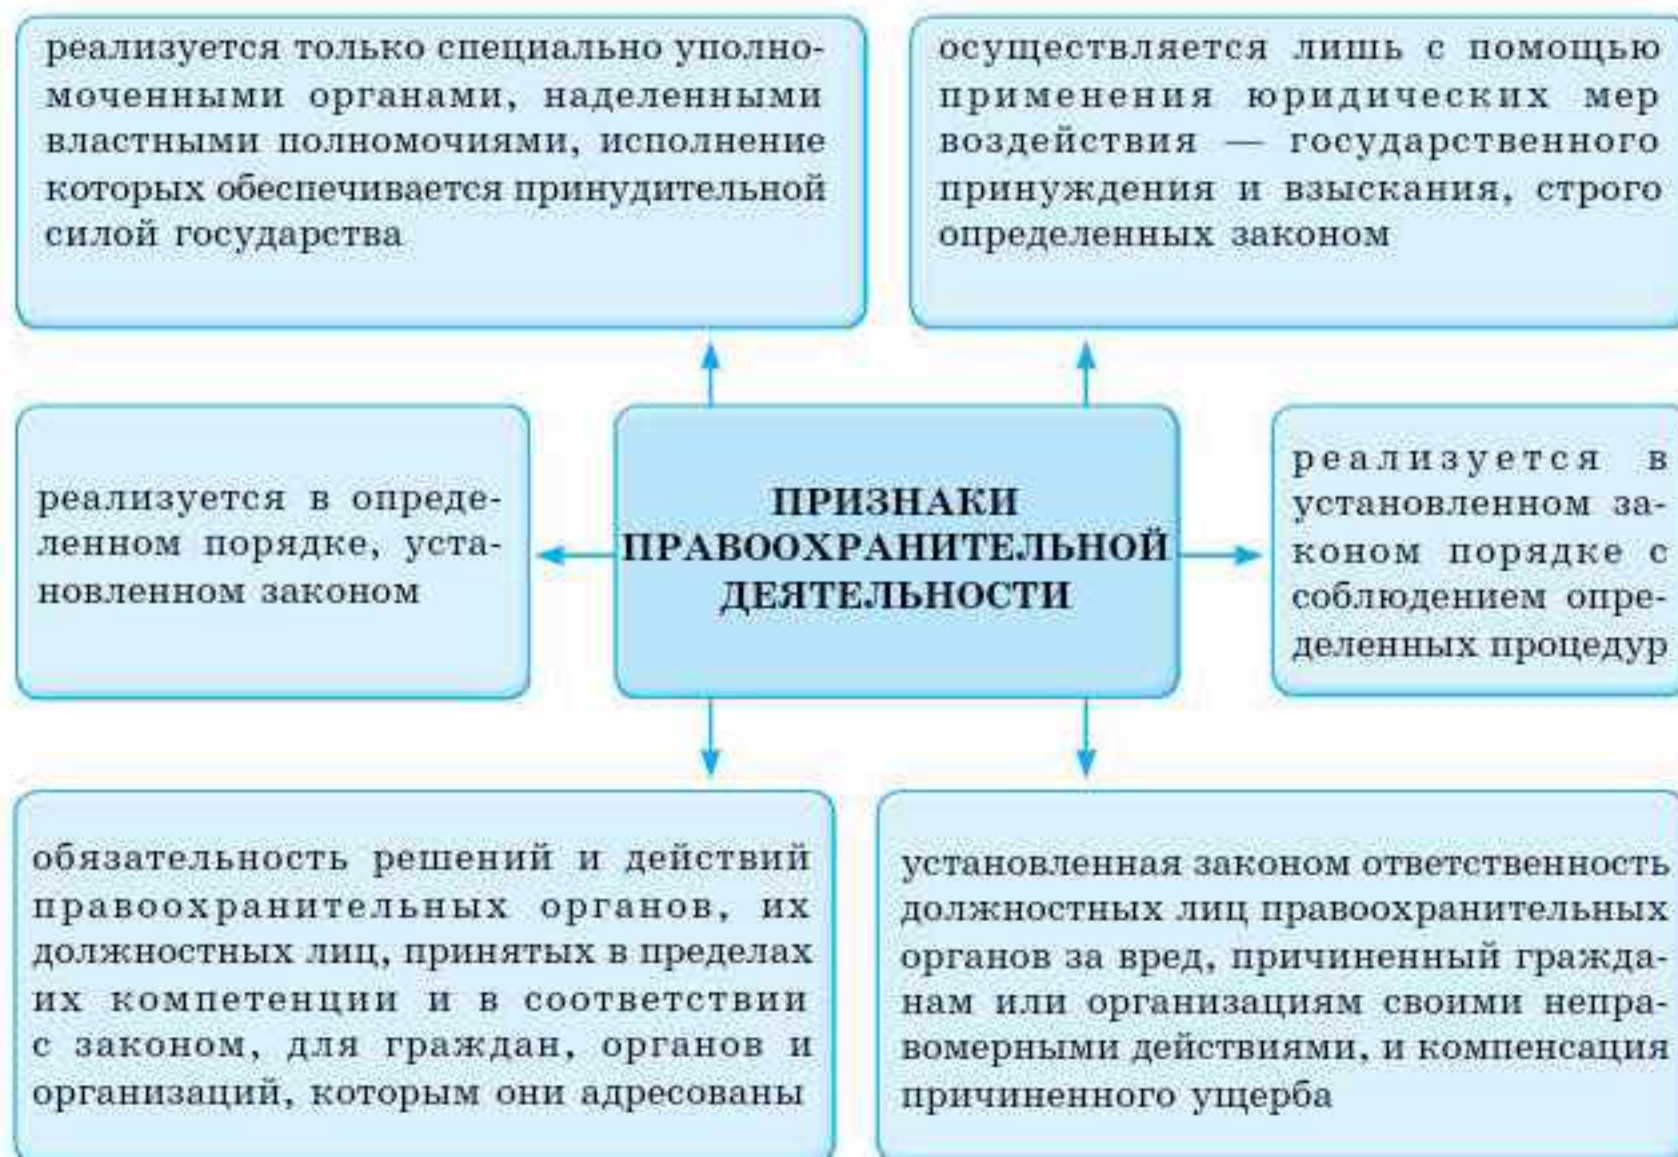 реализуется только специально уполно-
моченными органами, наделенными
властными полномочиями, исполнение
которых обеспечивается принудительной
силой государства
осуществляется лишь с помощью
применения юридических мер
воздействия — государственного
принуждения и взыскания, строго
определенных законом
реализуется в опреде-
ленном порядке, уста-
новленном законом
ПРИЗНАКИ
ПРАВООХРАНИТЕЛЬНОЙ
ДЕЯТЕЛЬНОСТИ
реализуется в
установленном за-
коном порядке с
соблюдением опре-
деленных процедур
обязательность решений и действий
правоохранительных органов, их
должностных лиц, принятых в пределах
их компетенции и в соответствии
с законом, для граждан, органов и
организаций, которым они адресованы
установленная законом ответственность
должностных лиц правоохранительных
органов за вред, причиненный гражда-
нам или организациям своими непра-
вомерными действиями, и компенсация
причиненного ущерба